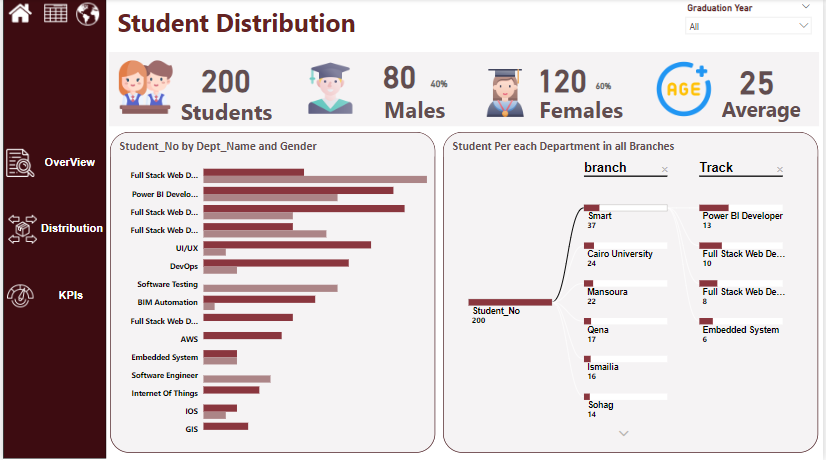 Student Distribution
Graduation Year
All
200
Students
80 40%
Males
120 60%
Females
AGE
25
Average
OverView
Distribution
KPIs
Student_No by Dept_Name and Gender
Full Stack Web D...
Power BI Develo...
Full Stack Web D...
Full Stack Web D...
UI/UX
DevOps
Software Testing
BIM Automation
Full Stack Web D...
AWS
Embedded System
Software Engineer
Internet Of Things
IOS
GIS
Student Per each Department in all Branches
branch
Track
Student_No
200
Smart
37
Cairo University
24
Mansoura
22
Qena
17
Ismailia
16
Sohag
14
Power BI Developer
13
Full Stack Web De...
10
Full Stack Web De...
8
Embedded System
6